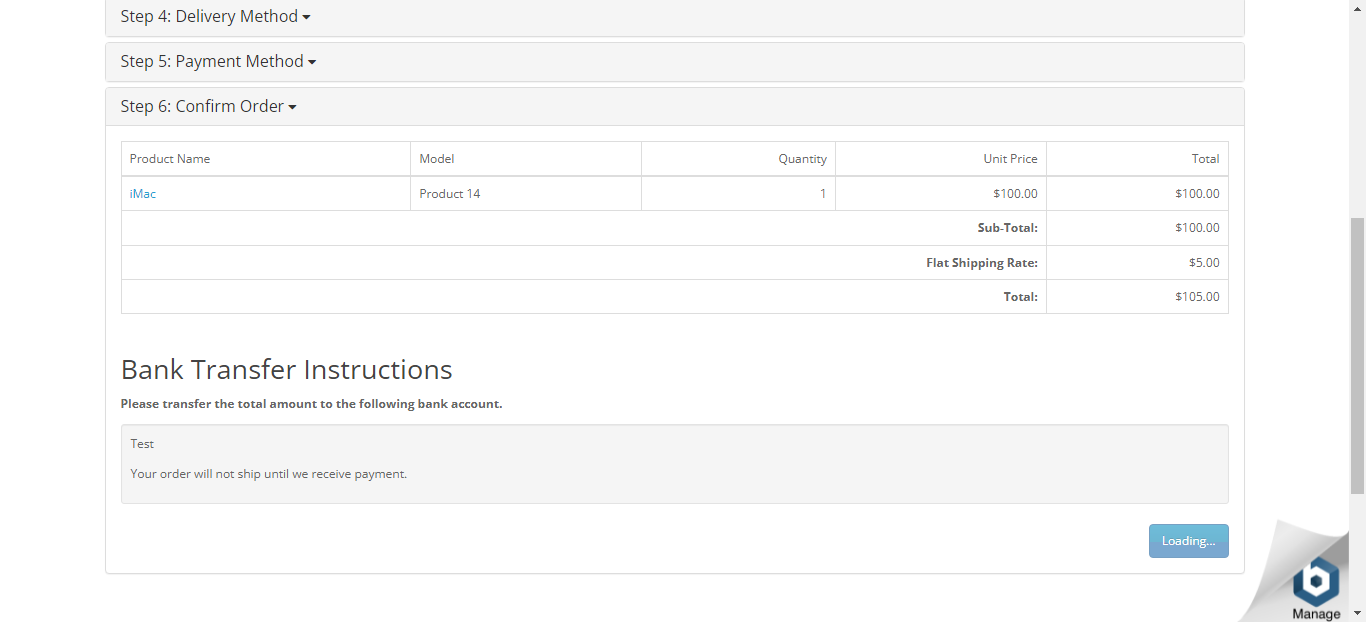 Step 4: Delivery Method
Step 5: Payment Method
Step 6: Confirm Order
Product Name Model Quantity Unit Price Total
iMac Product 14 1 $100.00 $100.00
Sub-Total: $100.00
Flat Shipping Rate: $5.00
Total: $105.00
Bank Transfer Instructions
Please transfer the total amount to the following bank account.
Test
Your order will not ship until we receive payment.
Loading...
b
Manage